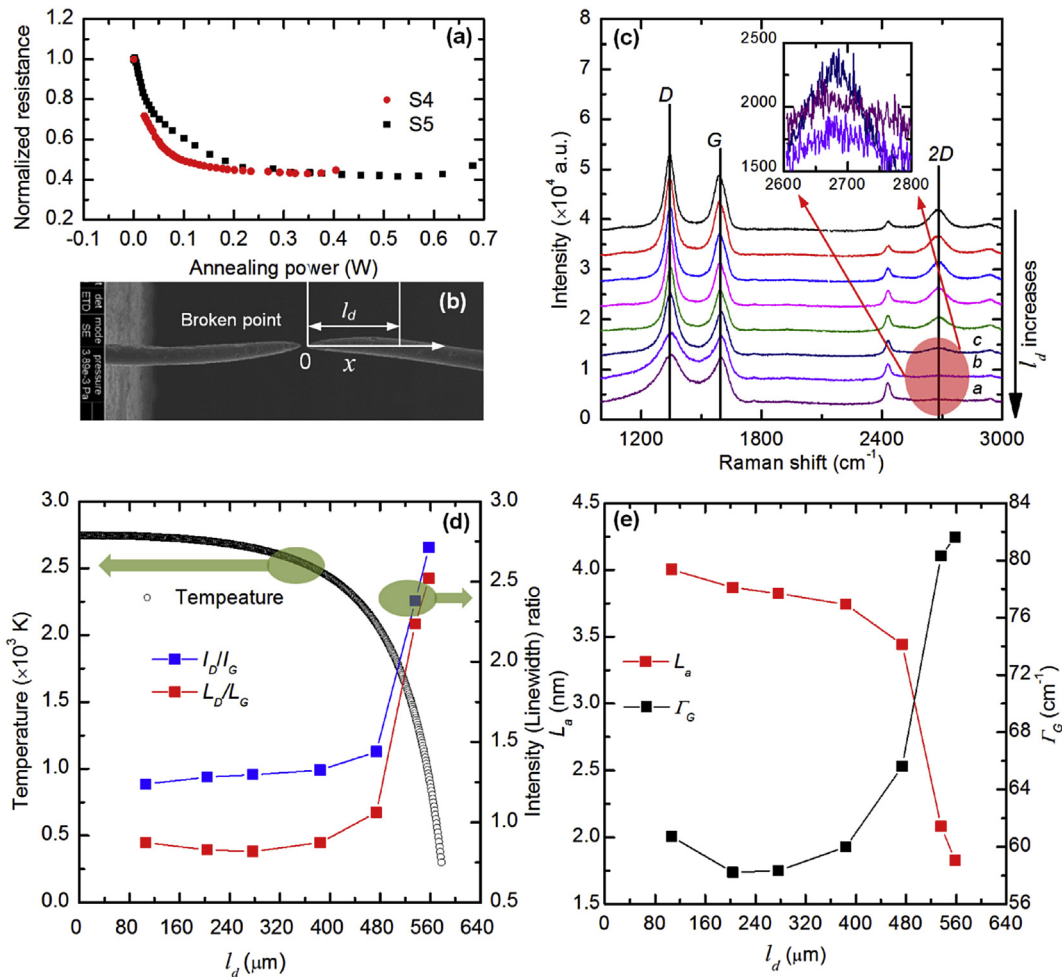 (a)
Normalized resistance
1.2
1.0
0.8
0.6
0.4
0.2
S4
S5
-0.1 0.0 0.1 0.2 0.3 0.4 0.5 0.6 0.7
Annealing power (W)
(b)
det mode pressure
ETD SE 3.89e-3 Pa
Broken point
l_d
0
x
(c)
Intensity (×10⁴ a.u.)
8
7
6
5
4
3
2
1
0
D
G
2D
2500
2000
1500
2600 2700 2800
c
b
a
l_d increases
1200 1800 2400 3000
Raman shift (cm⁻¹)
(d)
Temperature (×10³ K)
3.0
2.5
2.0
1.5
1.0
0.5
0.0
Tempeature
I_D/I_G
L_D/L_G
3.0
2.5
2.0
1.5
1.0
0.5
Intensity (Linewidth) ratio
0 80 160 240 320 400 480 560 640
l_d (μm)
(e)
L_a (nm)
4.5
4.0
3.5
3.0
2.5
2.0
1.5
L_a
Γ_G
84
80
76
72
68
64
60
56
Γ_G (cm⁻¹)
0 80 160 240 320 400 480 560 640
l_d (μm)